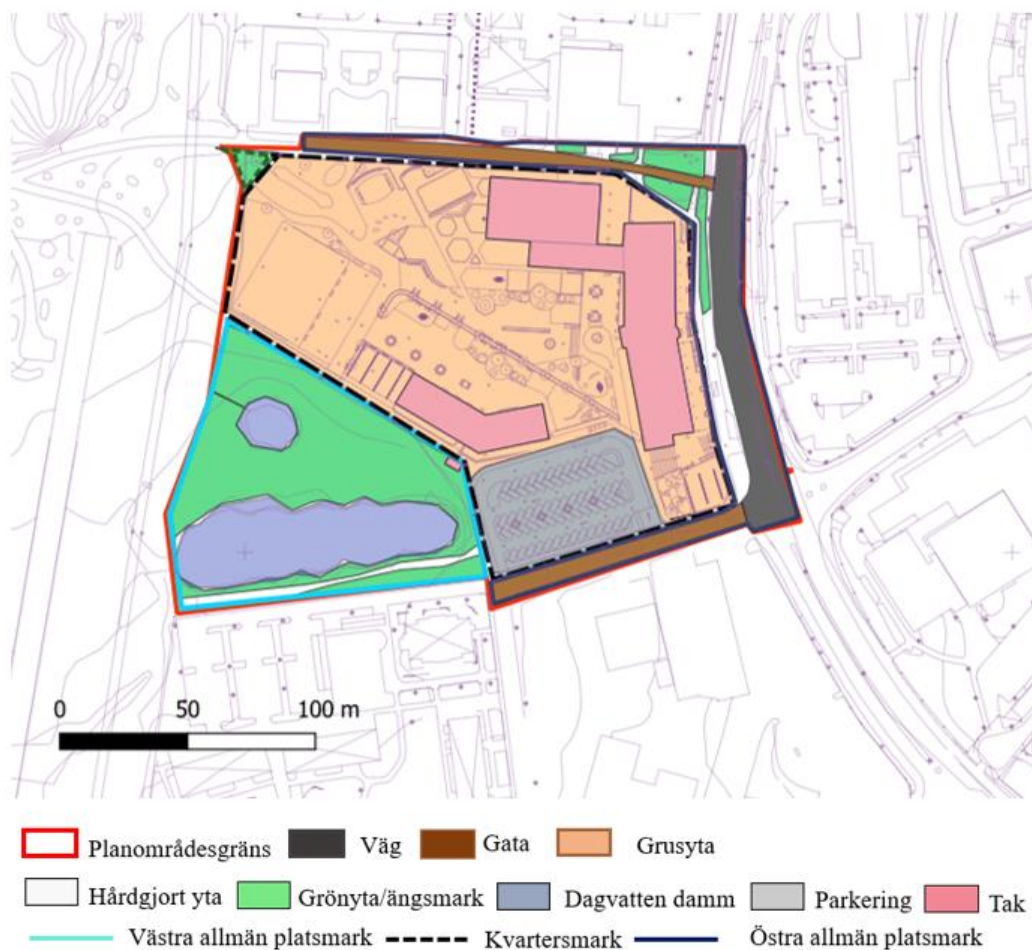 0 50 100 m
Planområdesgräns Väg Gata Grusyta
Hårdgjort yta Grönyta/ängsmark Dagvatten damm Parkering Tak
Västra allmän platsmark Kvartersmark Östra allmän platsmark